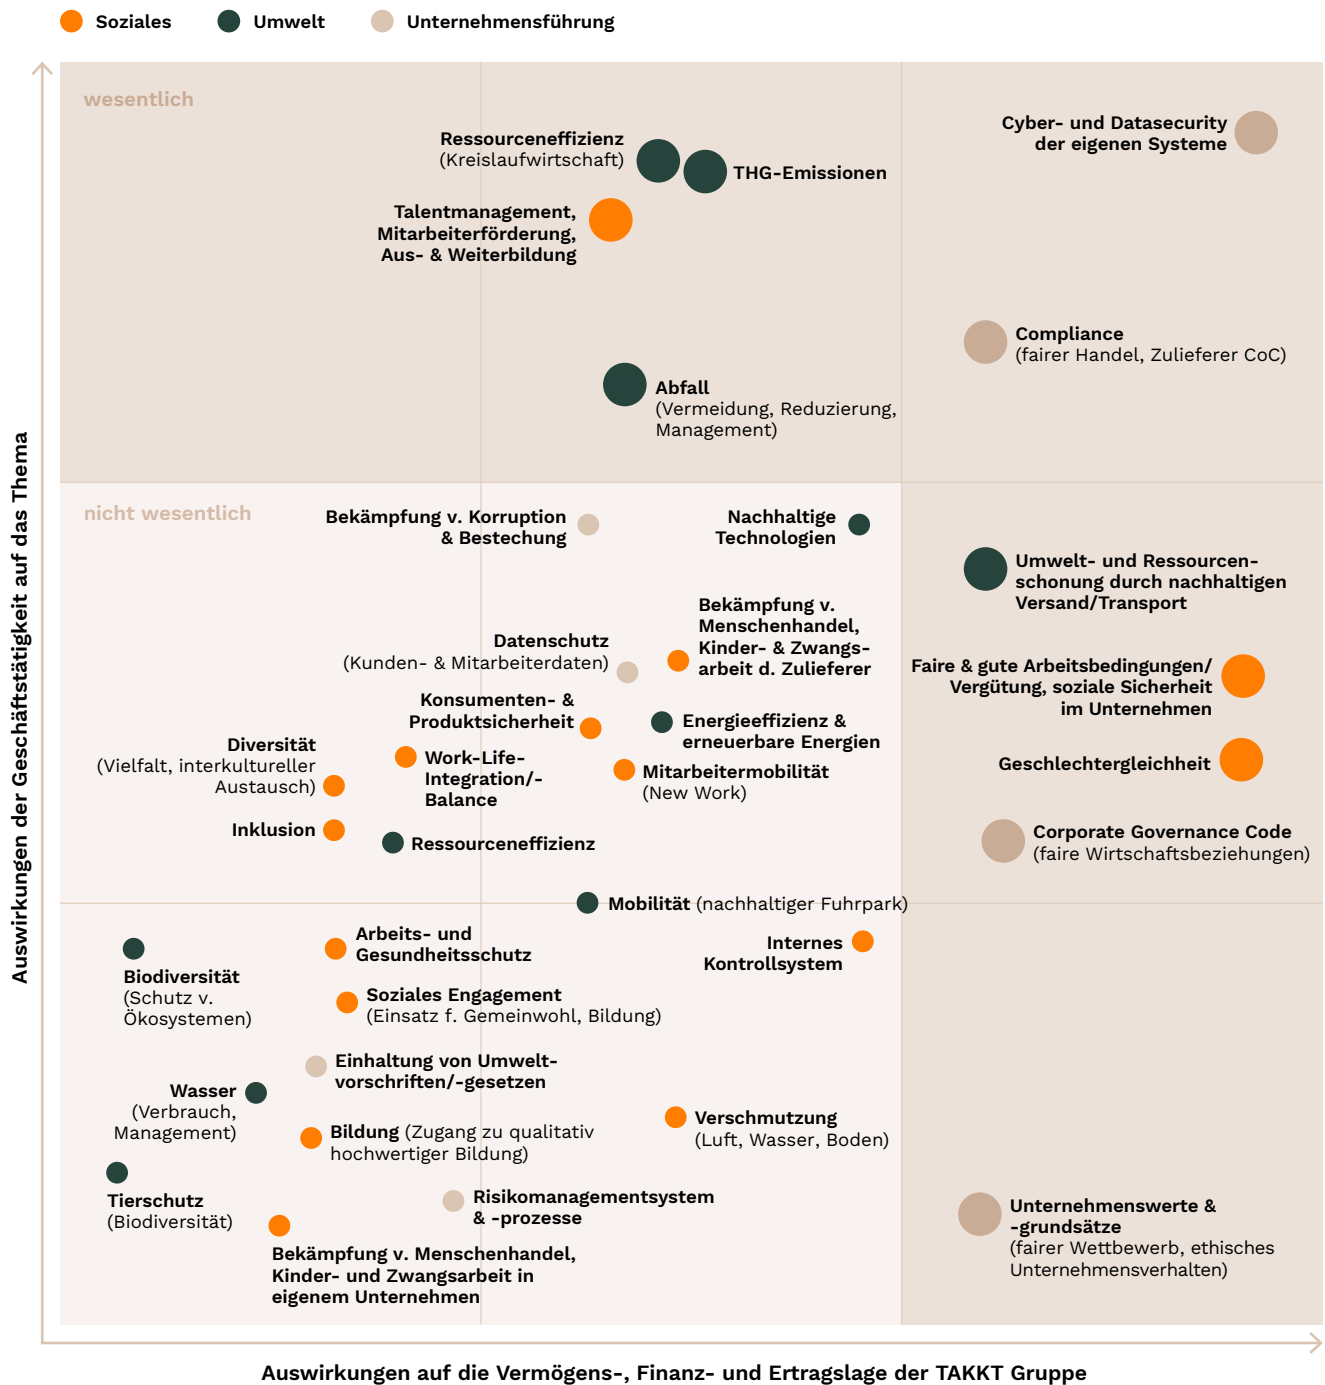 Soziales
Umwelt
Unternehmensführung
wesentlich
Ressourceneffizienz
(Kreislaufwirtschaft)
THG-Emissionen
Cyber- und Datasecurity
der eigenen Systeme
Talentmanagement,
Mitarbeiterförderung,
Aus- & Weiterbildung
Compliance
(fairer Handel, Zulieferer CoC)
Abfall
(Vermeidung, Reduzierung,
Management)
nicht wesentlich
Bekämpfung v. Korruption
& Bestechung
Nachhaltige
Technologien
Umwelt- und Ressourcen-
schonung durch nachhaltigen
Versand/Transport
Bekämpfung v.
Menschenhandel,
Kinder- & Zwangs-
arbeit d. Zulieferer
Datenschutz
(Kunden- & Mitarbeiterdaten)
Faire & gute Arbeitsbedingungen/
Vergütung, soziale Sicherheit
im Unternehmen
Konsumenten- &
Produktsicherheit
Energieeffizienz &
erneuerbare Energien
Diversität
(Vielfalt, interkultureller
Austausch)
Work-Life-
Integration/-
Balance
Mitarbeitermobilität
(New Work)
Geschlechtergleichheit
Inklusion
Ressourceneffizienz
Corporate Governance Code
(faire Wirtschaftsbeziehungen)
Mobilität (nachhaltiger Fuhrpark)
Arbeits- und
Gesundheitsschutz
Internes
Kontrollsystem
Biodiversität
(Schutz v.
Ökosystemen)
Soziales Engagement
(Einsatz f. Gemeinwohl, Bildung)
Einhaltung von Umwelt-
vorschriften/-gesetzen
Wasser
(Verbrauch,
Management)
Bildung (Zugang zu qualitativ
hochwertiger Bildung)
Verschmutzung
(Luft, Wasser, Boden)
Tierschutz
(Biodiversität)
Risikomanagementsystem
& -prozesse
Unternehmenswerte &
-grundsätze
(fairer Wettbewerb, ethisches
Unternehmensverhalten)
Bekämpfung v. Menschenhandel,
Kinder- und Zwangsarbeit in
eigenem Unternehmen
Auswirkungen der Geschäftstätigkeit auf das Thema
Auswirkungen auf die Vermögens-, Finanz- und Ertragslage der TAKKT Gruppe